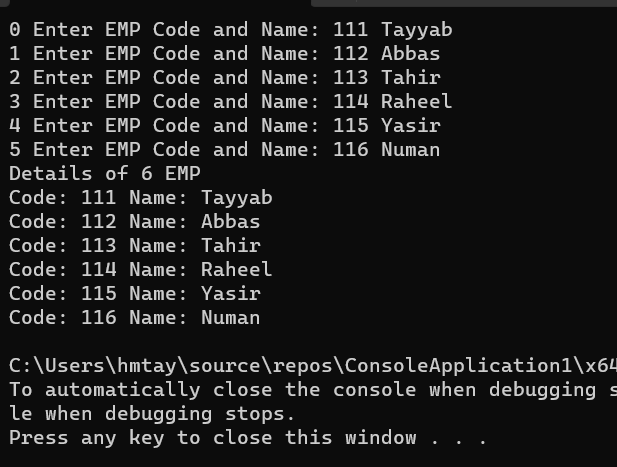 0 Enter EMP Code and Name: 111 Tayyab
1 Enter EMP Code and Name: 112 Abbas
2 Enter EMP Code and Name: 113 Tahir
3 Enter EMP Code and Name: 114 Raheel
4 Enter EMP Code and Name: 115 Yasir
5 Enter EMP Code and Name: 116 Numan
Details of 6 EMP
Code: 111 Name: Tayyab
Code: 112 Name: Abbas
Code: 113 Name: Tahir
Code: 114 Name: Raheel
Code: 115 Name: Yasir
Code: 116 Name: Numan
C:\Users\hmtay\source\repos\ConsoleApplication1\x64
To automatically close the console when debugging s
le when debugging stops.
Press any key to close this window . . .